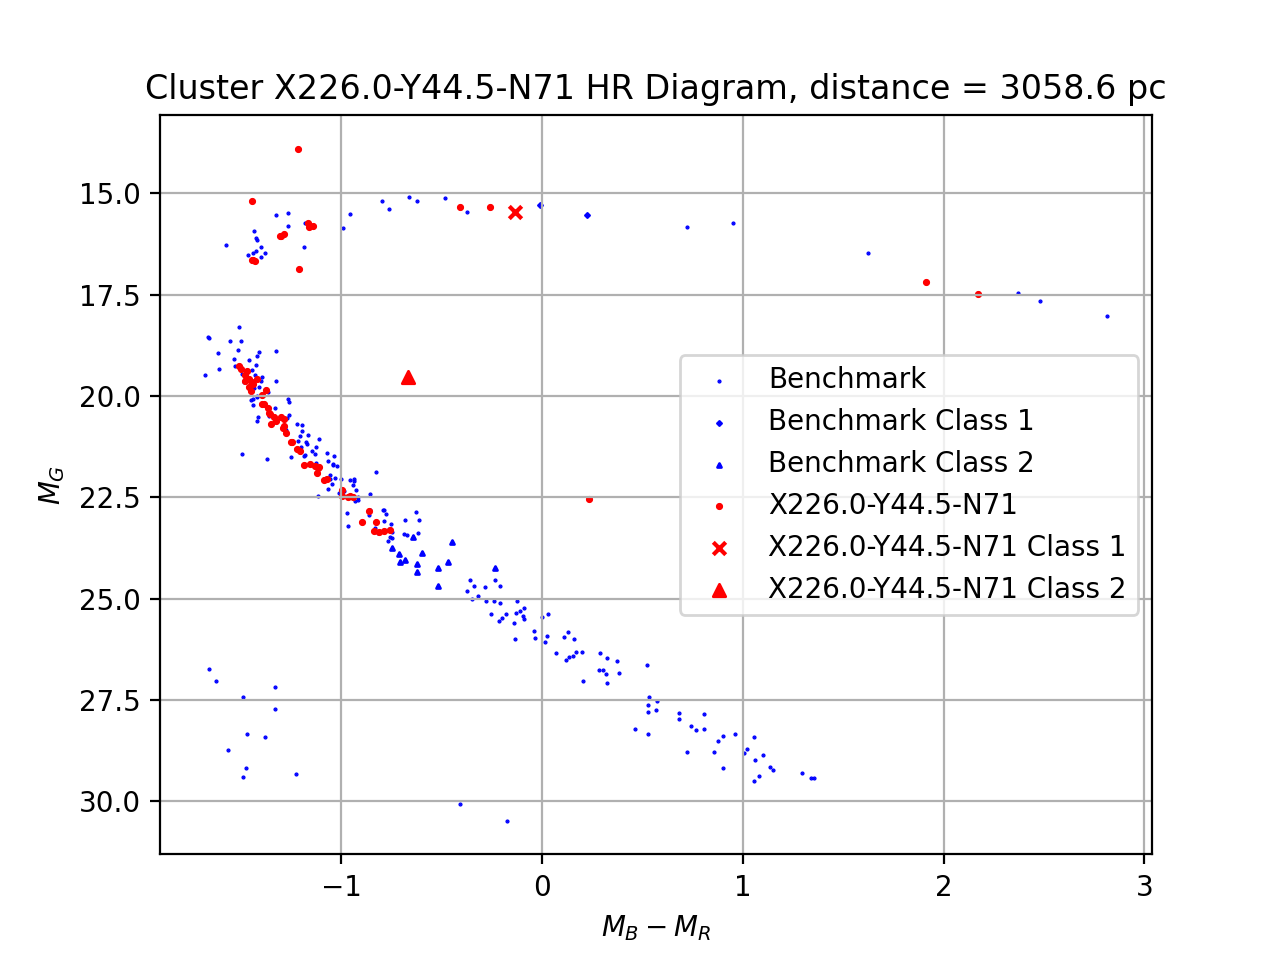 Cluster X226.0-Y44.5-N71 HR Diagram, distance = 3058.6 pc
15.0
17.5
20.0
22.5
25.0
27.5
30.0
M_G
Benchmark
Benchmark Class 1
Benchmark Class 2
X226.0-Y44.5-N71
X226.0-Y44.5-N71 Class 1
X226.0-Y44.5-N71 Class 2
−1 0 1 2 3
M_B − M_R